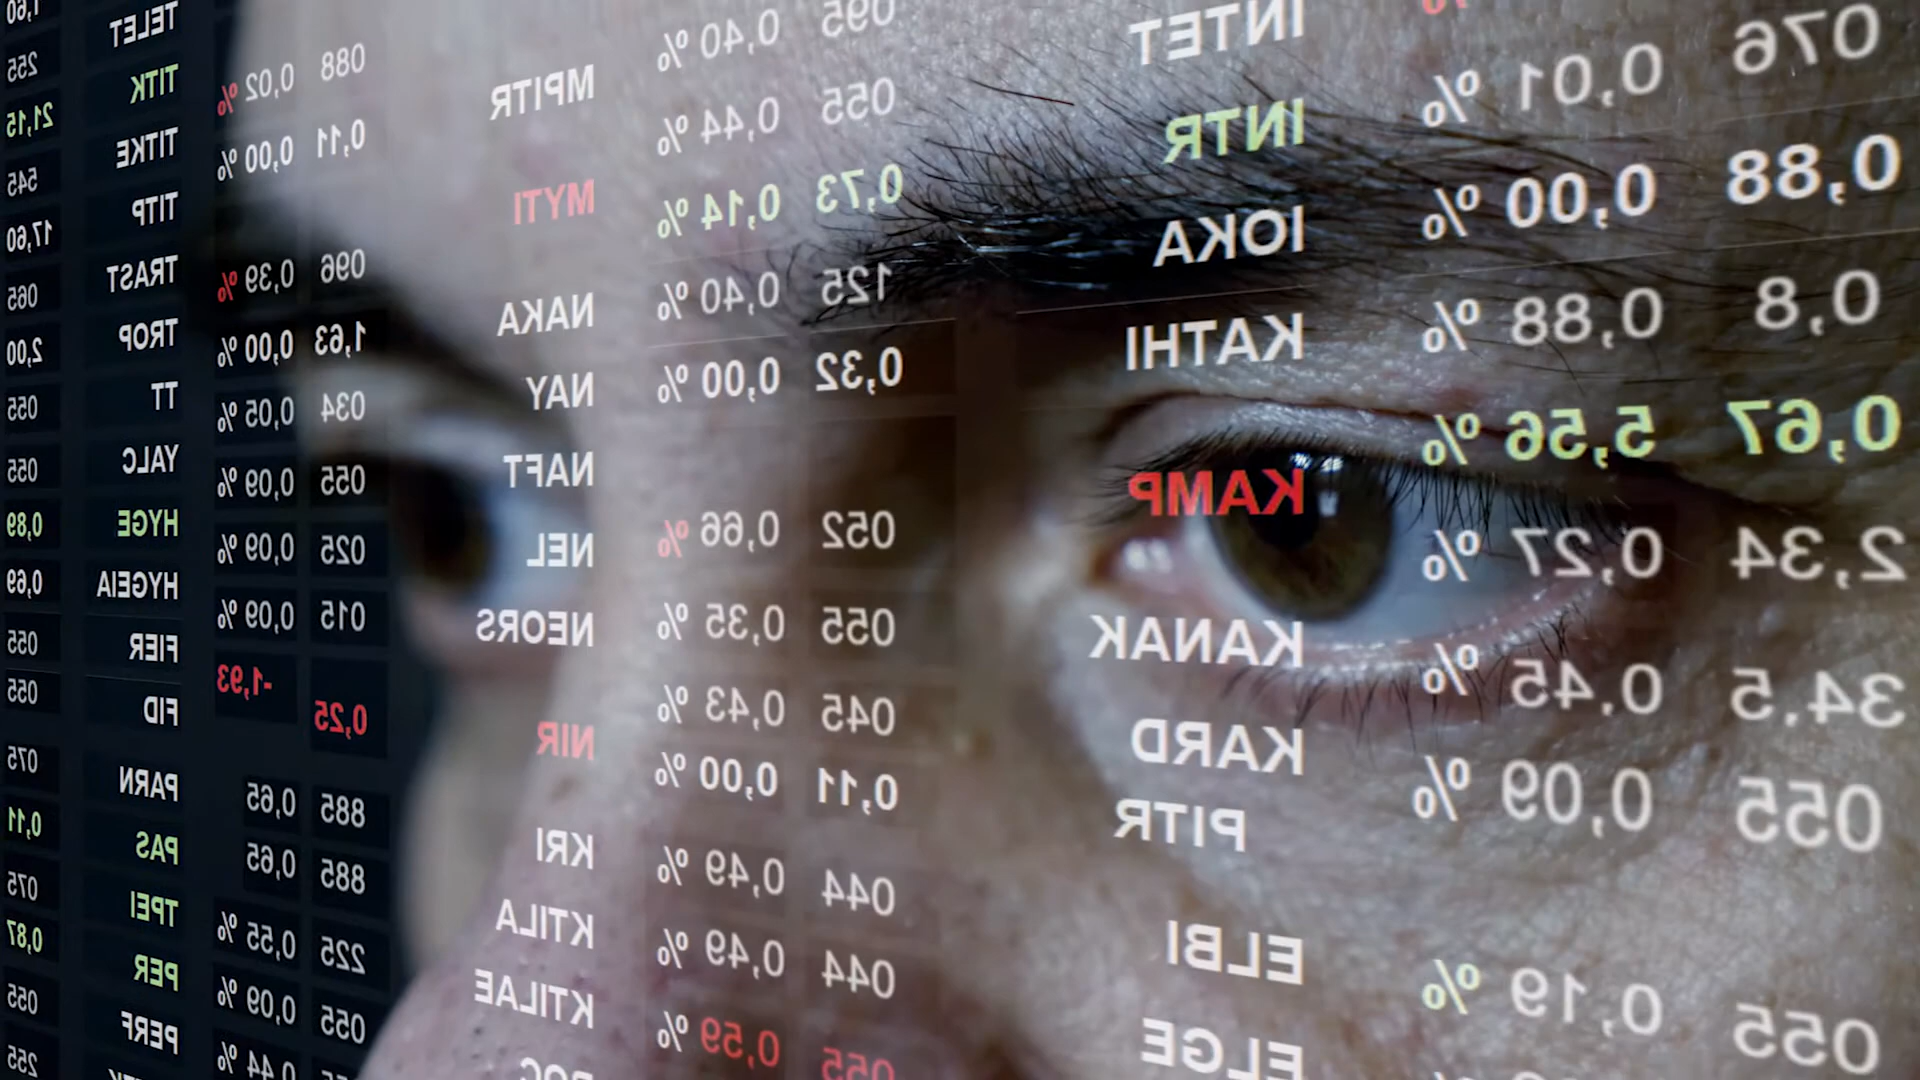 1,60
255
21,15
545
17,60
065
2,00
055
055
0,89
0,69
055
055
075
0,11
075
0,87
055
255
TELET
TITK
TITKE
TITP
TRAST
TROP
TT
YALC
HYGE
HYGEIA
FIER
FID
PARN
PAS
TPEI
PER
PERF
088 0,02 %
0,11 0,00 %
096 0,39 %
1,63 0,00 %
034 0,05 %
055 0,09 %
025 0,09 %
015 0,09 %
0,25 -1,93
885 0,65
885 0,65
225 0,55 %
055 0,09 %
0,44 %
MPITR
MYTI
NAKA
NAY
NAFT
NEL
NEORS
NIR
KRI
KTILA
KTILAE
095 0,40 %
055 0,44 %
0,73 0,14 %
125 0,40 %
0,32 0,00 %
052 0,66 %
055 0,35 %
045 0,43 %
0,11 0,00 %
044 0,49 %
044 0,49 %
055 0,59 %
INTET
INTR
IOKA
KATHI
KAMP
KANAK
KARD
PITR
ELBI
ELGE
%
076 0,01 %
0,88 0,00 %
0,8 0,88 %
0,67 5,56 %
2,34 0,27 %
34,5 0,45 %
055 0,09 %
055 0,19 %